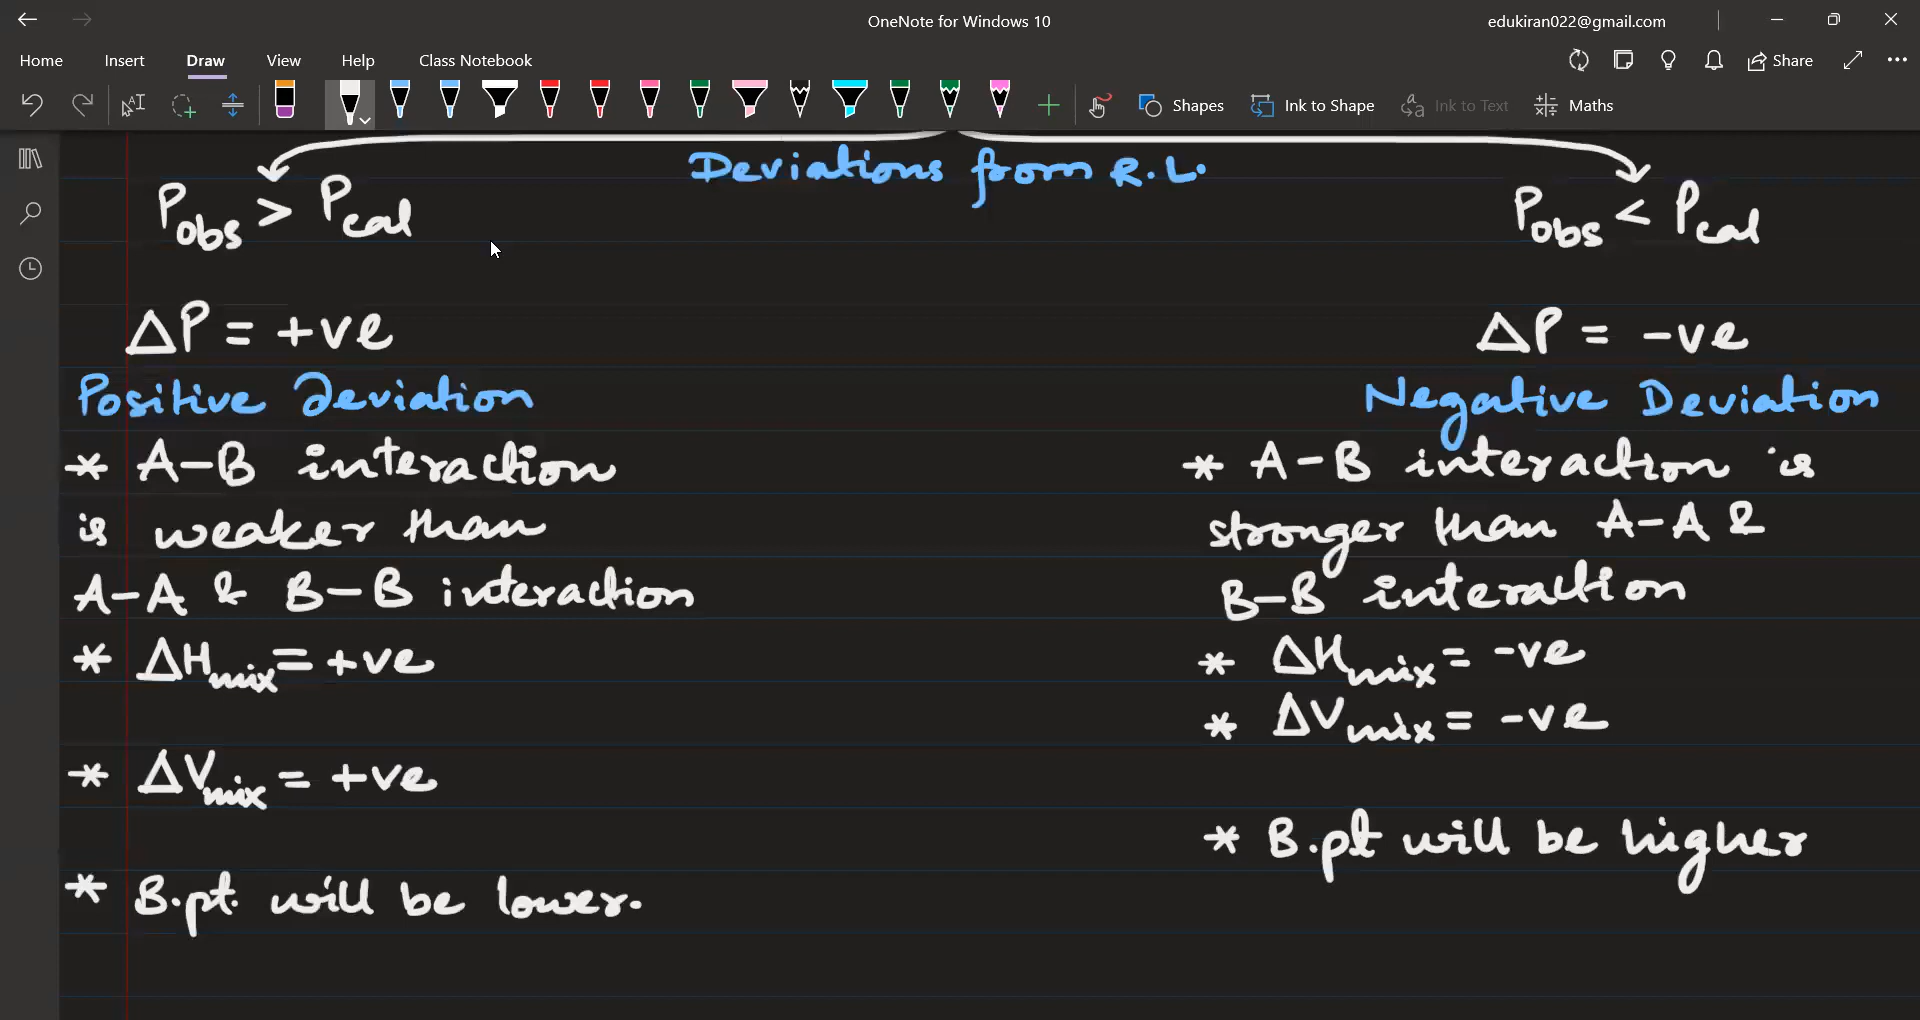 OneNote for Windows 10
edukiran022@gmail.com
Home Insert Draw View Help Class Notebook
Share
Shapes Ink to Shape Ink to Text Maths
Deviations from R.L.
Pobs > Pcal
ΔP = +ve
Positive Deviation
* A-B interaction
is weaker than
A-A & B-B interaction
* ΔHmix = +ve
* ΔVmix = +ve
* B.pt. will be lower.
Pobs < Pcal
ΔP = -ve
Negative Deviation
* A-B interaction is
stronger than A-A &
B-B interaction
* ΔHmix = -ve
* ΔVmix = -ve
* B.pt will be higher